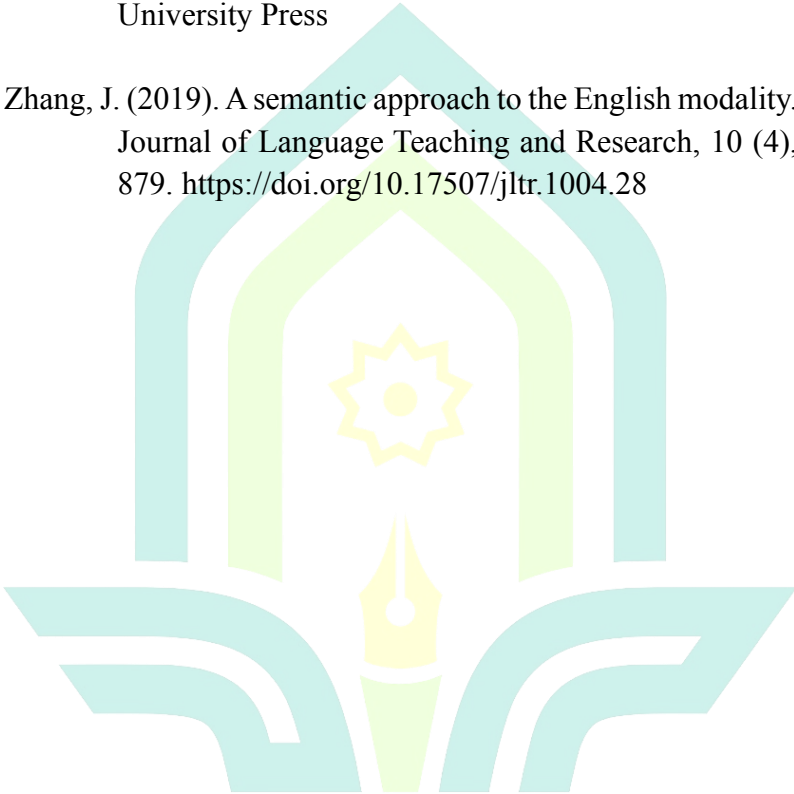 University Press
Zhang, J. (2019). A semantic approach to the English modality.
Journal of Language Teaching and Research, 10 (4),
879. https://doi.org/10.17507/jltr.1004.28